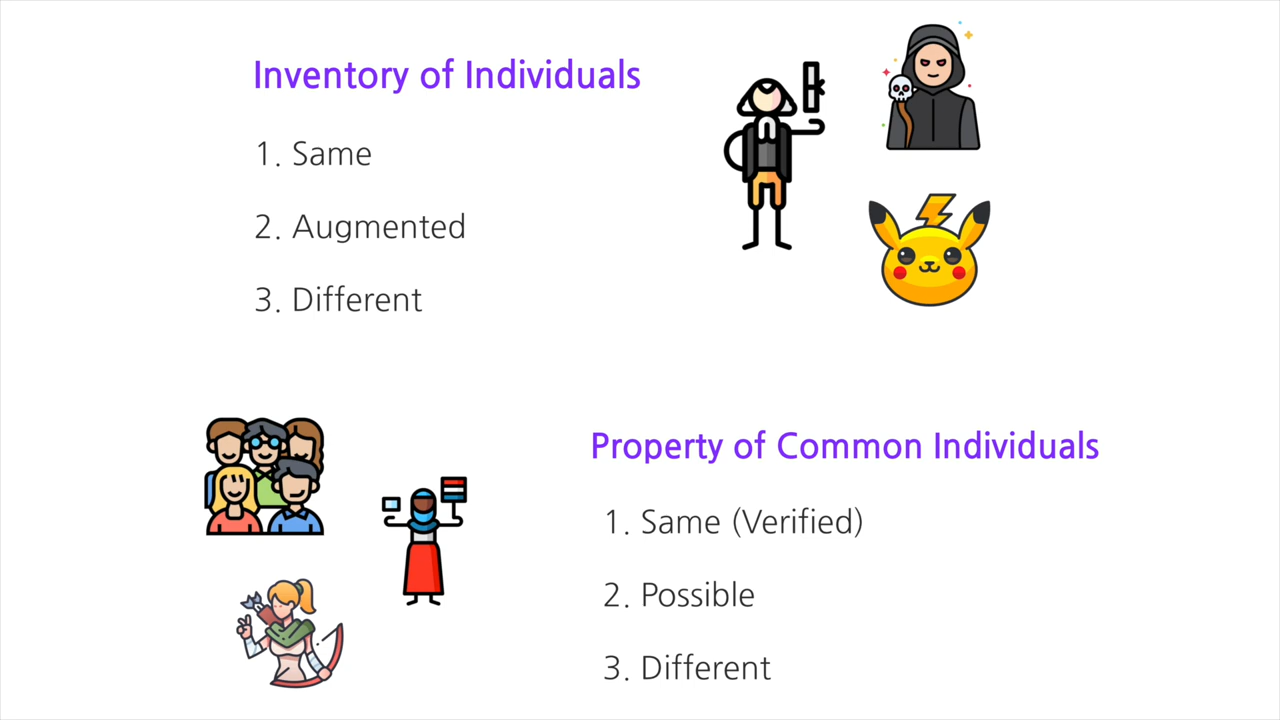 Inventory of Individuals
1. Same
2. Augmented
3. Different
Property of Common Individuals
1. Same (Verified)
2. Possible
3. Different